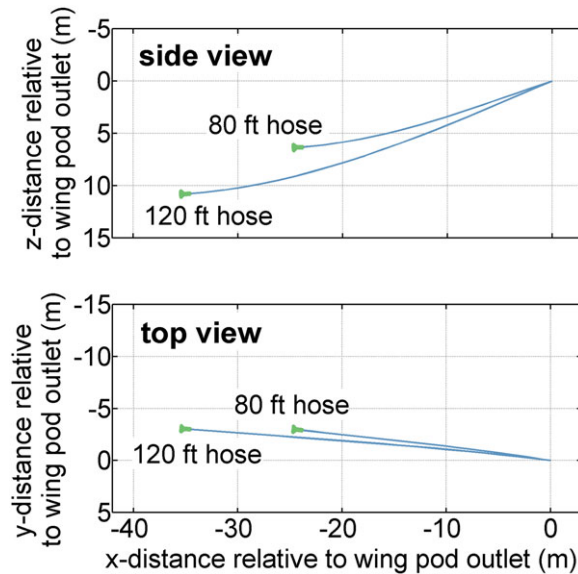 z-distance relative
to wing pod outlet (m)
-5
0
5
10
15
side view
80 ft hose
120 ft hose
y-distance relative
to wing pod outlet (m)
-15
-10
-5
0
5
top view
80 ft hose
120 ft hose
-40 -30 -20 -10 0
x-distance relative to wing pod outlet (m)